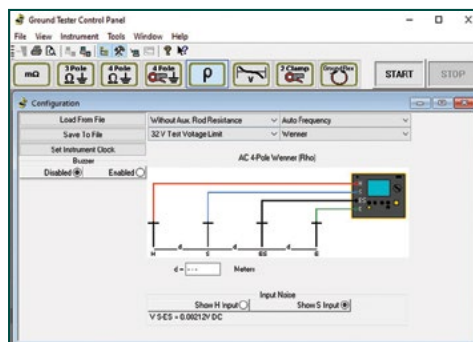 Ground Tester Control Panel
File View Instrument Tools Window Help
mΩ
3 Pole
4 Pole
4 Pole
ρ
V
2 Clamp
GroundFlex
START
STOP
Configuration
Load From File
Without Aux. Rod Resistance
Auto Frequency
Save To File
32 V Test Voltage Limit
Wenner
Set Instrument Clock
Buzzer
Disabled
Enabled
AC 4-Pole Wenner (Rho)
d d d
H S ES E
d = - - - Meters
Input Noise
Show H Input
Show S Input
V S-ES = 0.00212V DC